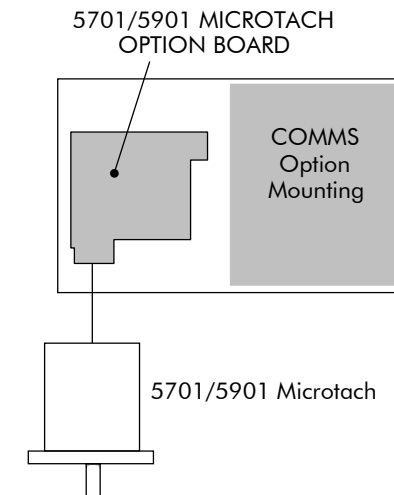 5701/5901 MICROTACH
OPTION BOARD
COMMS
Option
Mounting
5701/5901 Microtach